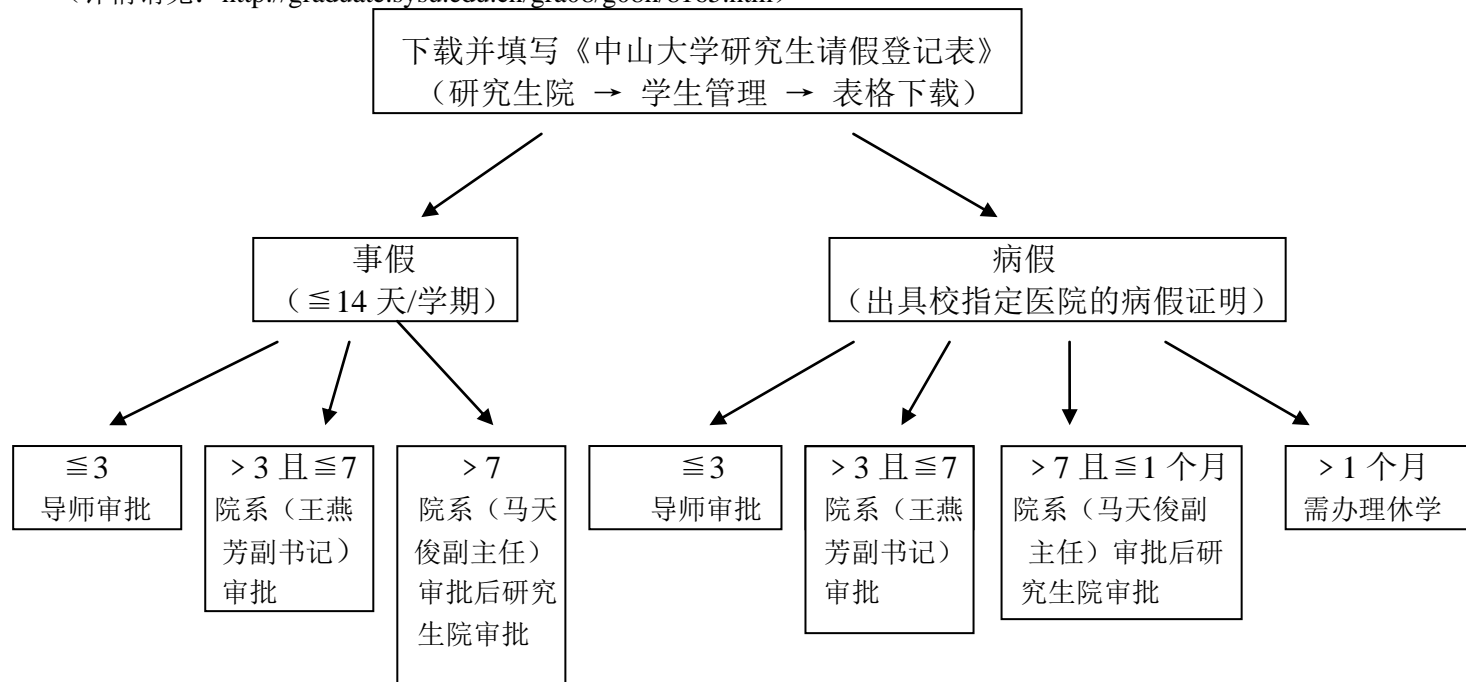 下载并填写《中山大学研究生请假登记表》
（研究生院 → 学生管理 → 表格下载）
事假
（≦14 天/学期）
病假
（出具校指定医院的病假证明）
≦3
导师审批
﹥3 且≦7
院系（王燕
芳副书记）
审批
﹥7
院系（马天
俊副主任）
审批后研究
生院审批
≦3
导师审批
﹥3 且≦7
院系（王燕
芳副书记）
审批
﹥7 且≦1 个月
院系（马天俊副
主任）审批后研
究生院审批
﹥1 个月
需办理休学